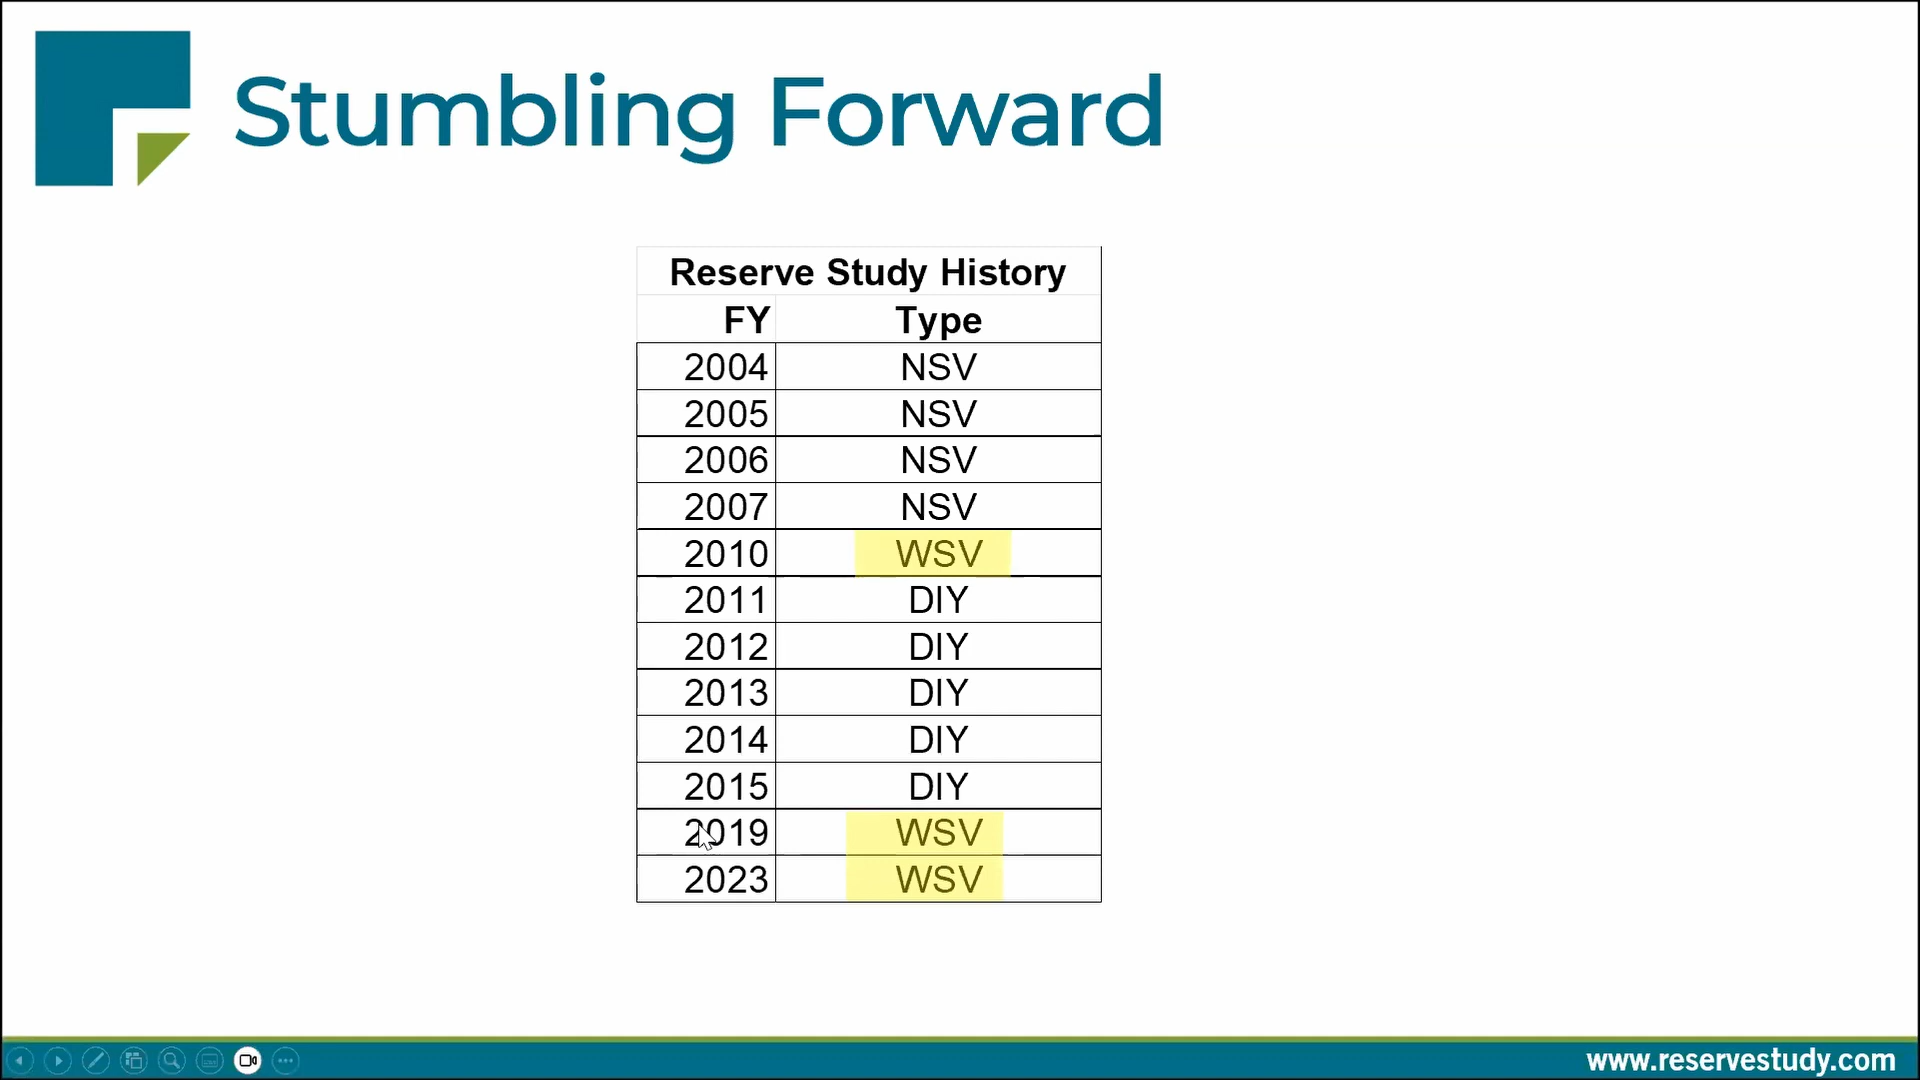 Stumbling Forward
Reserve Study History
FY Type
2004 NSV
2005 NSV
2006 NSV
2007 NSV
2010 WSV
2011 DIY
2012 DIY
2013 DIY
2014 DIY
2015 DIY
2019 WSV
2023 WSV
www.reservestudy.com